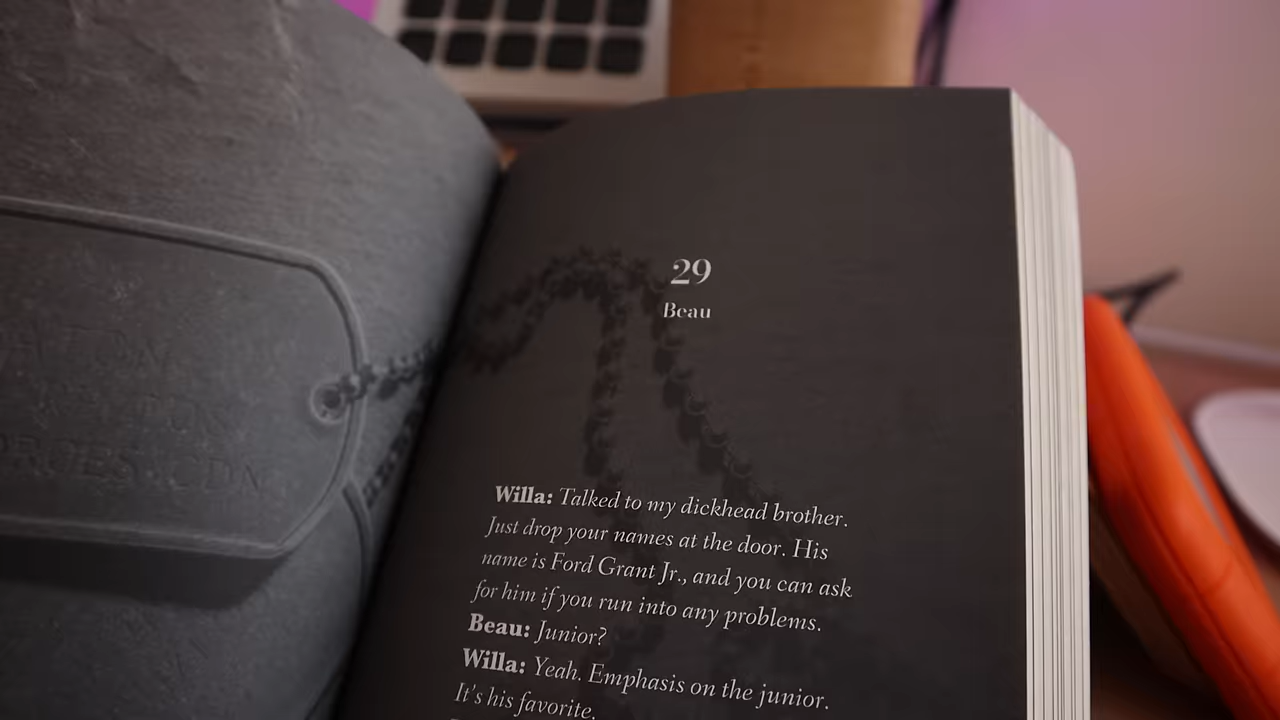 29
Beau
Willa: Talked to my dickhead brother.
Just drop your names at the door. His
name is Ford Grant Jr., and you can ask
for him if you run into any problems.
Beau: Junior?
Willa: Yeah. Emphasis on the junior.
It's his favorite.